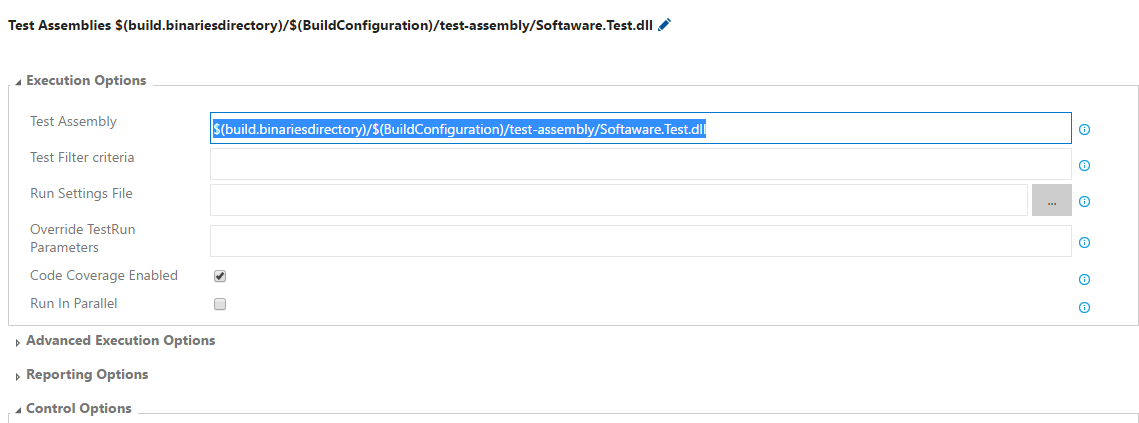 Test Assemblies $(build.binariesdirectory)/$(BuildConfiguration)/test-assembly/Softaware.Test.dll
Execution Options
Test Assembly
$(build.binariesdirectory)/$(BuildConfiguration)/test-assembly/Softaware.Test.dll
Test Filter criteria
Run Settings File
...
Override TestRun
Parameters
Code Coverage Enabled
Run In Parallel
Advanced Execution Options
Reporting Options
Control Options